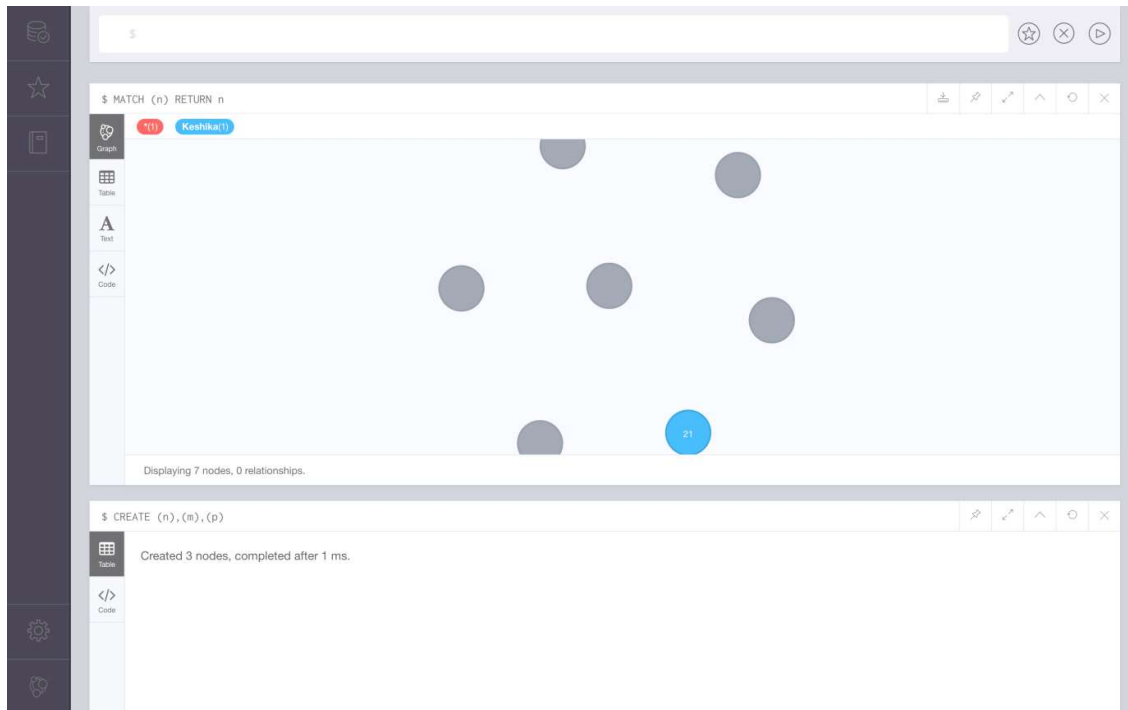 $
$ MATCH (n) RETURN n
*(1) Keshika(1)
Graph
Table
Text
Code
21
Displaying 7 nodes, 0 relationships.
$ CREATE (n),(m),(p)
Table
Created 3 nodes, completed after 1 ms.
Code